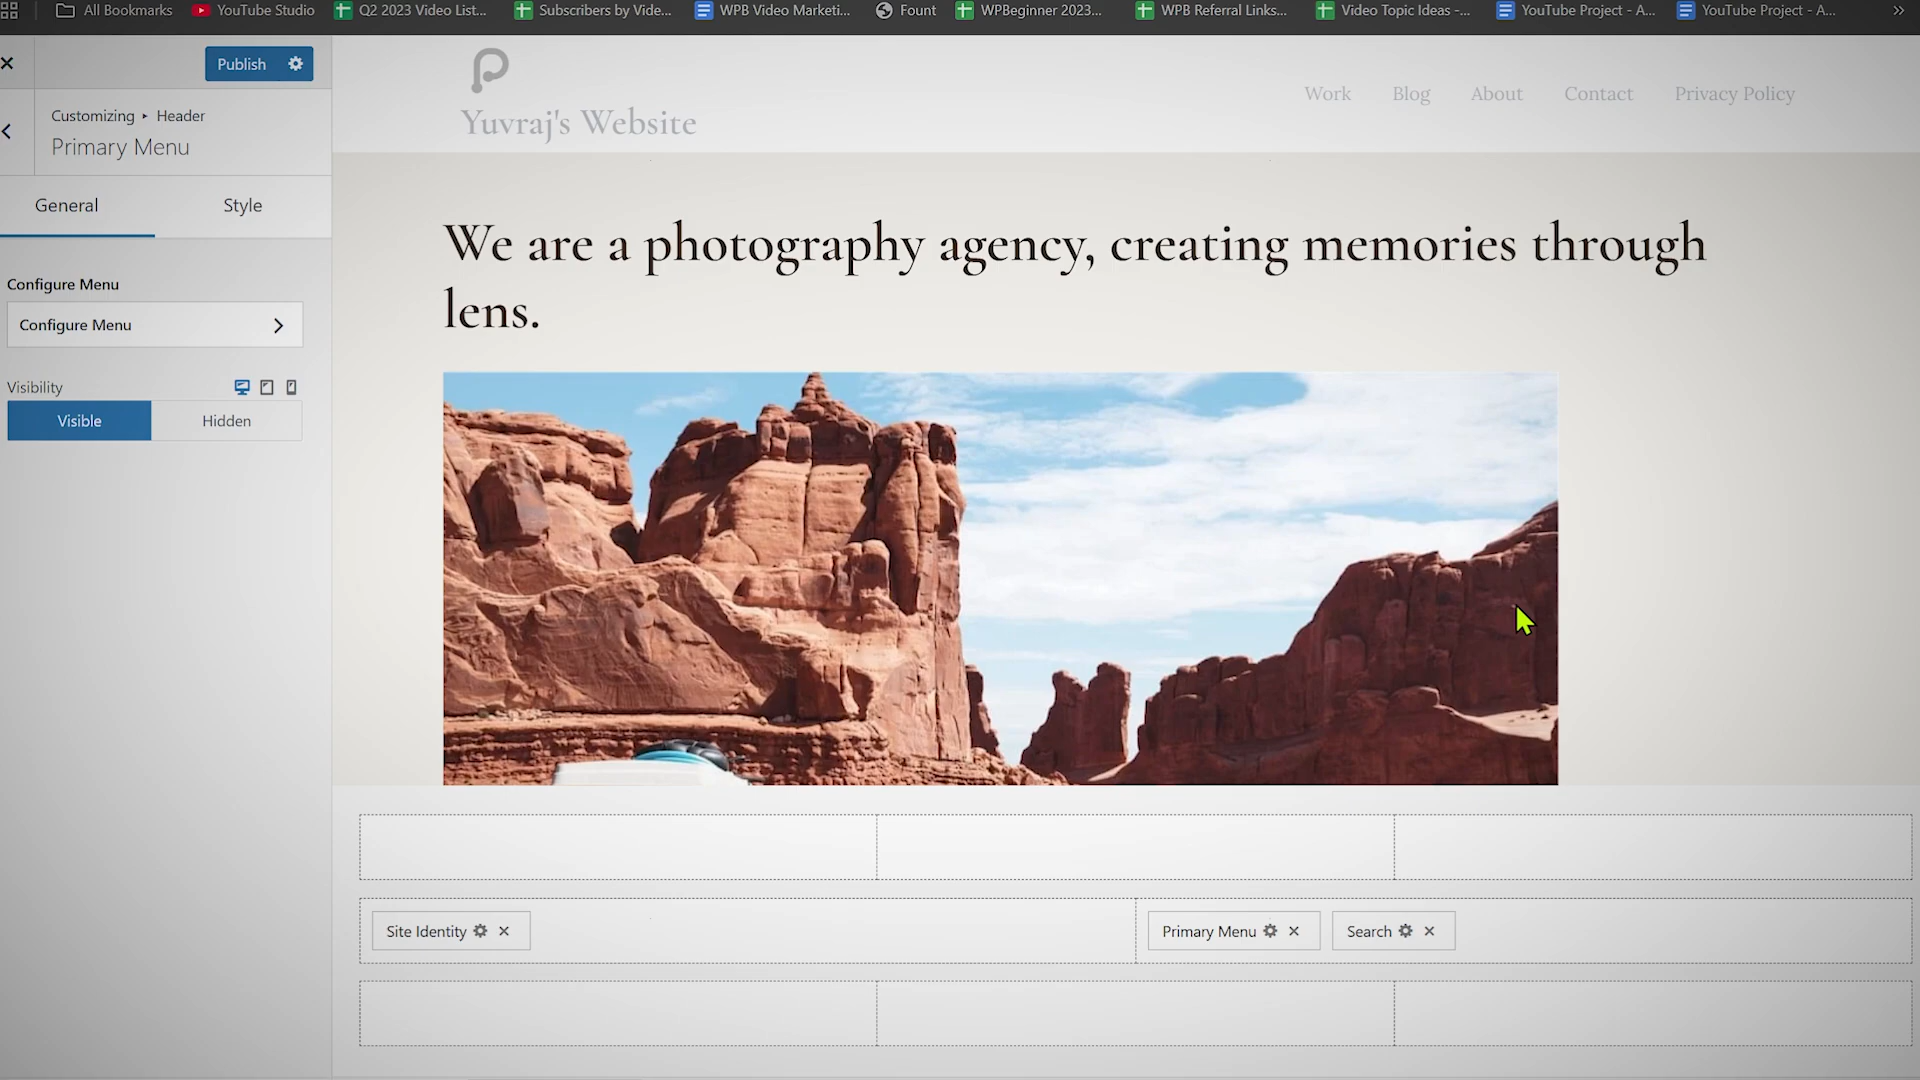 All Bookmarks YouTube Studio Q2 2023 Video List... Subscribers by Vide... WPB Video Marketi... Fount WPBeginner 2023... WPB Referral Links... Video Topic Ideas -... YouTube Project - A... YouTube Project - A...
Publish
Customizing ▸ Header
Primary Menu
General Style
Configure Menu
Configure Menu
Visibility
Visible Hidden
Yuvraj's Website
Work Blog About Contact Privacy Policy
We are a photography agency, creating memories through
lens.
Site Identity Primary Menu Search